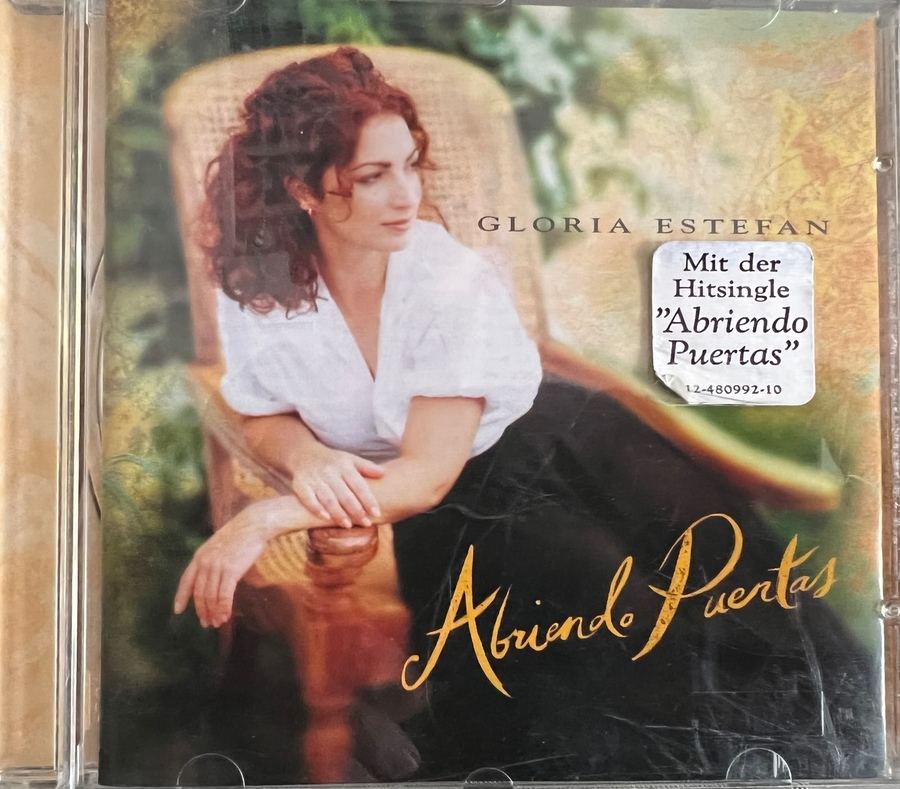 GLORIA ESTEFAN
Mit der
Hitsingle
”Abriendo
Puertas”
12-480992-10
Abriendo Puertas